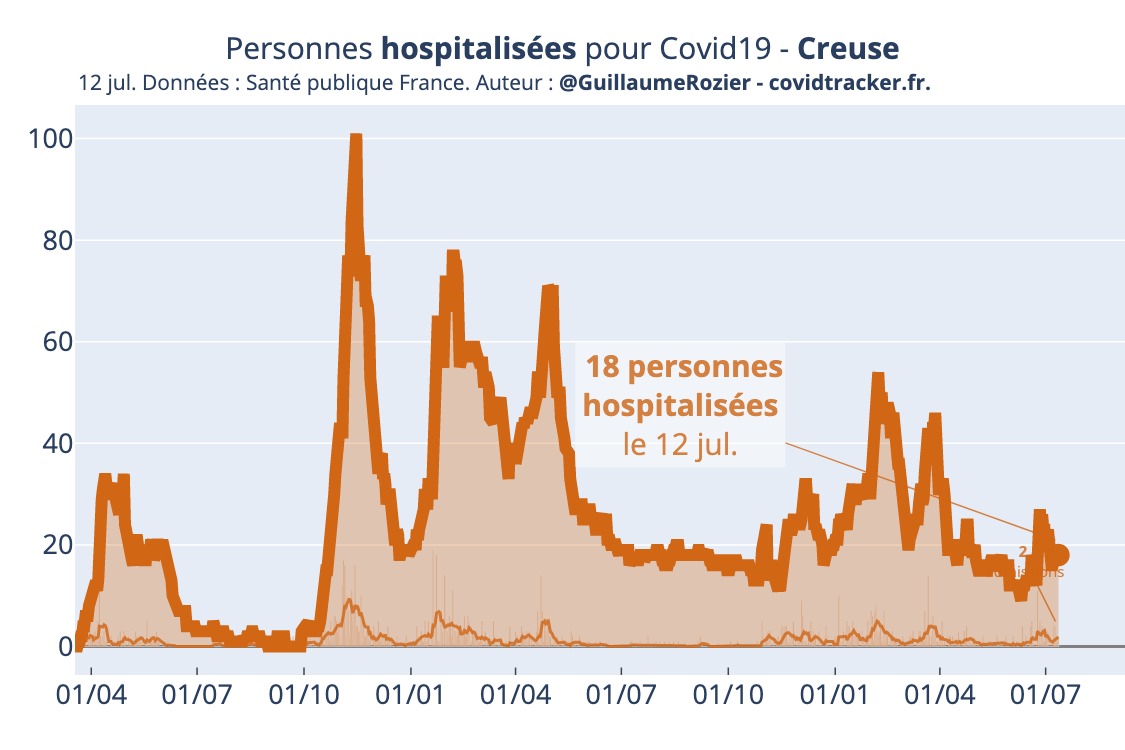 Personnes hospitalisées pour Covid19 - Creuse
12 jul. Données : Santé publique France. Auteur : @GuillaumeRozier - covidtracker.fr.
100
80
60
40
20
0
18 personnes
hospitalisées
le 12 jul.
2
01/04 01/07 01/10 01/01 01/04 01/07 01/10 01/01 01/04 01/07